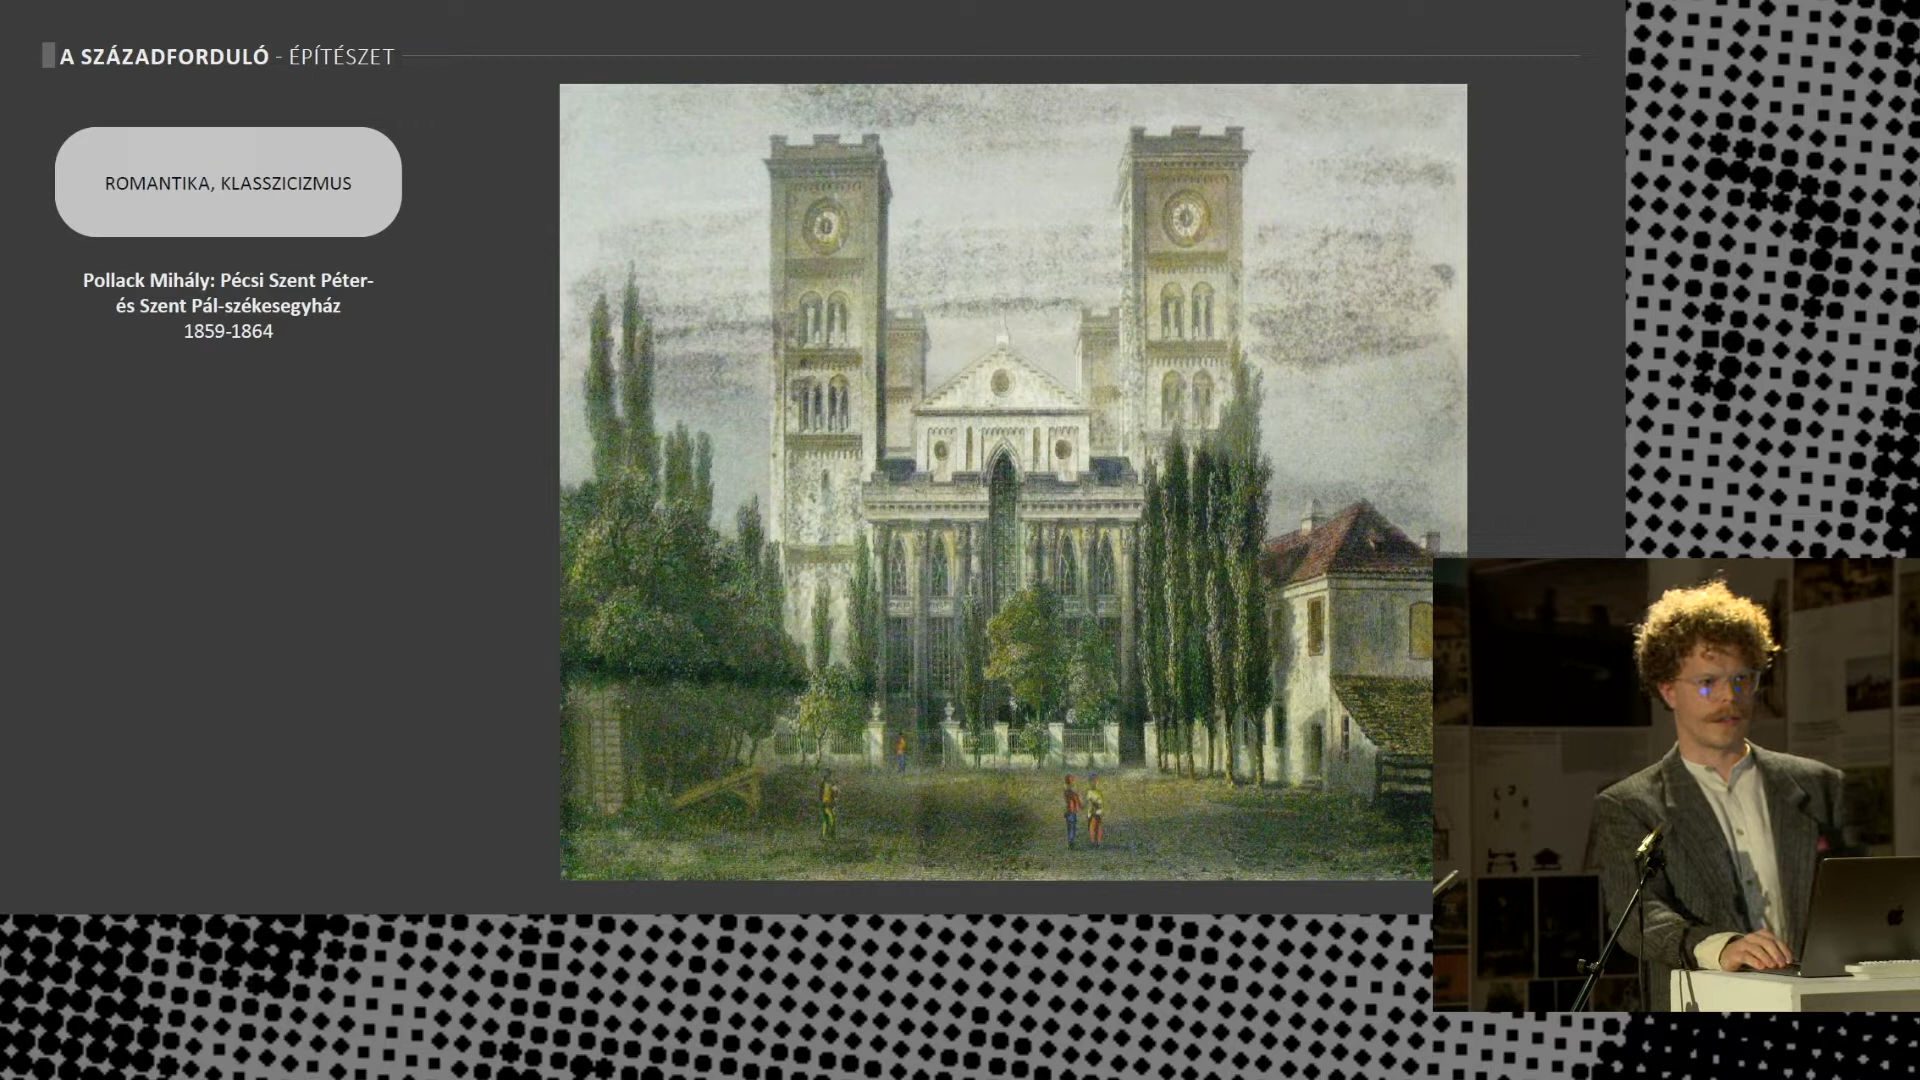 A SZÁZADFORDULÓ - ÉPÍTÉSZET
ROMANTIKA, KLASSZICIZMUS
Pollack Mihály: Pécsi Szent Péter-
és Szent Pál-székesegyház
1859-1864